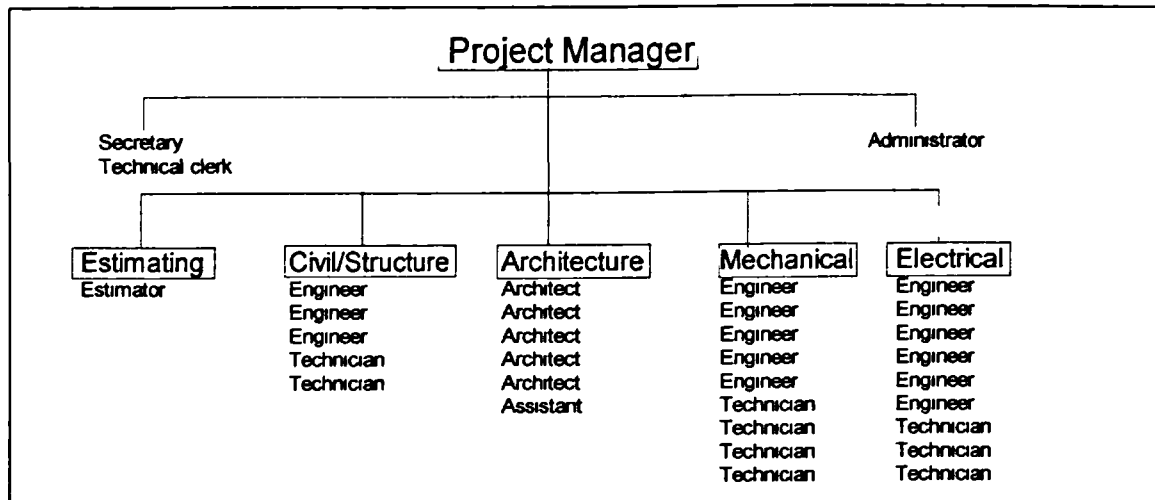 Project Manager
Secretary
Technical clerk
Administrator
Estimating
Estimator
Civil/Structure
Engineer
Engineer
Engineer
Technician
Technician
Architecture
Architect
Architect
Architect
Architect
Architect
Assistant
Mechanical
Engineer
Engineer
Engineer
Engineer
Engineer
Technician
Technician
Technician
Technician
Electrical
Engineer
Engineer
Engineer
Engineer
Engineer
Engineer
Technician
Technician
Technician